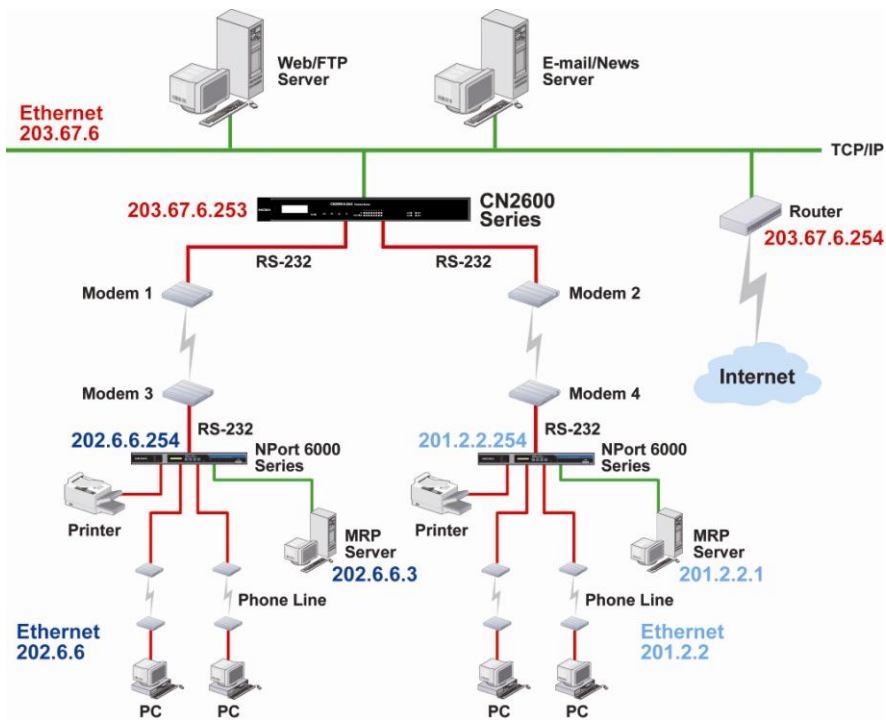 Web/FTP
Server
E-mail/News
Server
Ethernet
203.67.6
TCP/IP
203.67.6.253
CN2600
Series
Router
203.67.6.254
RS-232
RS-232
Modem 1
Modem 2
Internet
Modem 3
Modem 4
RS-232
RS-232
202.6.6.254
NPort 6000
Series
201.2.2.254
NPort 6000
Series
Printer
Printer
MRP
Server
202.6.6.3
MRP
Server
201.2.2.1
Phone Line
Phone Line
Ethernet
202.6.6
Ethernet
201.2.2
PC
PC
PC
PC